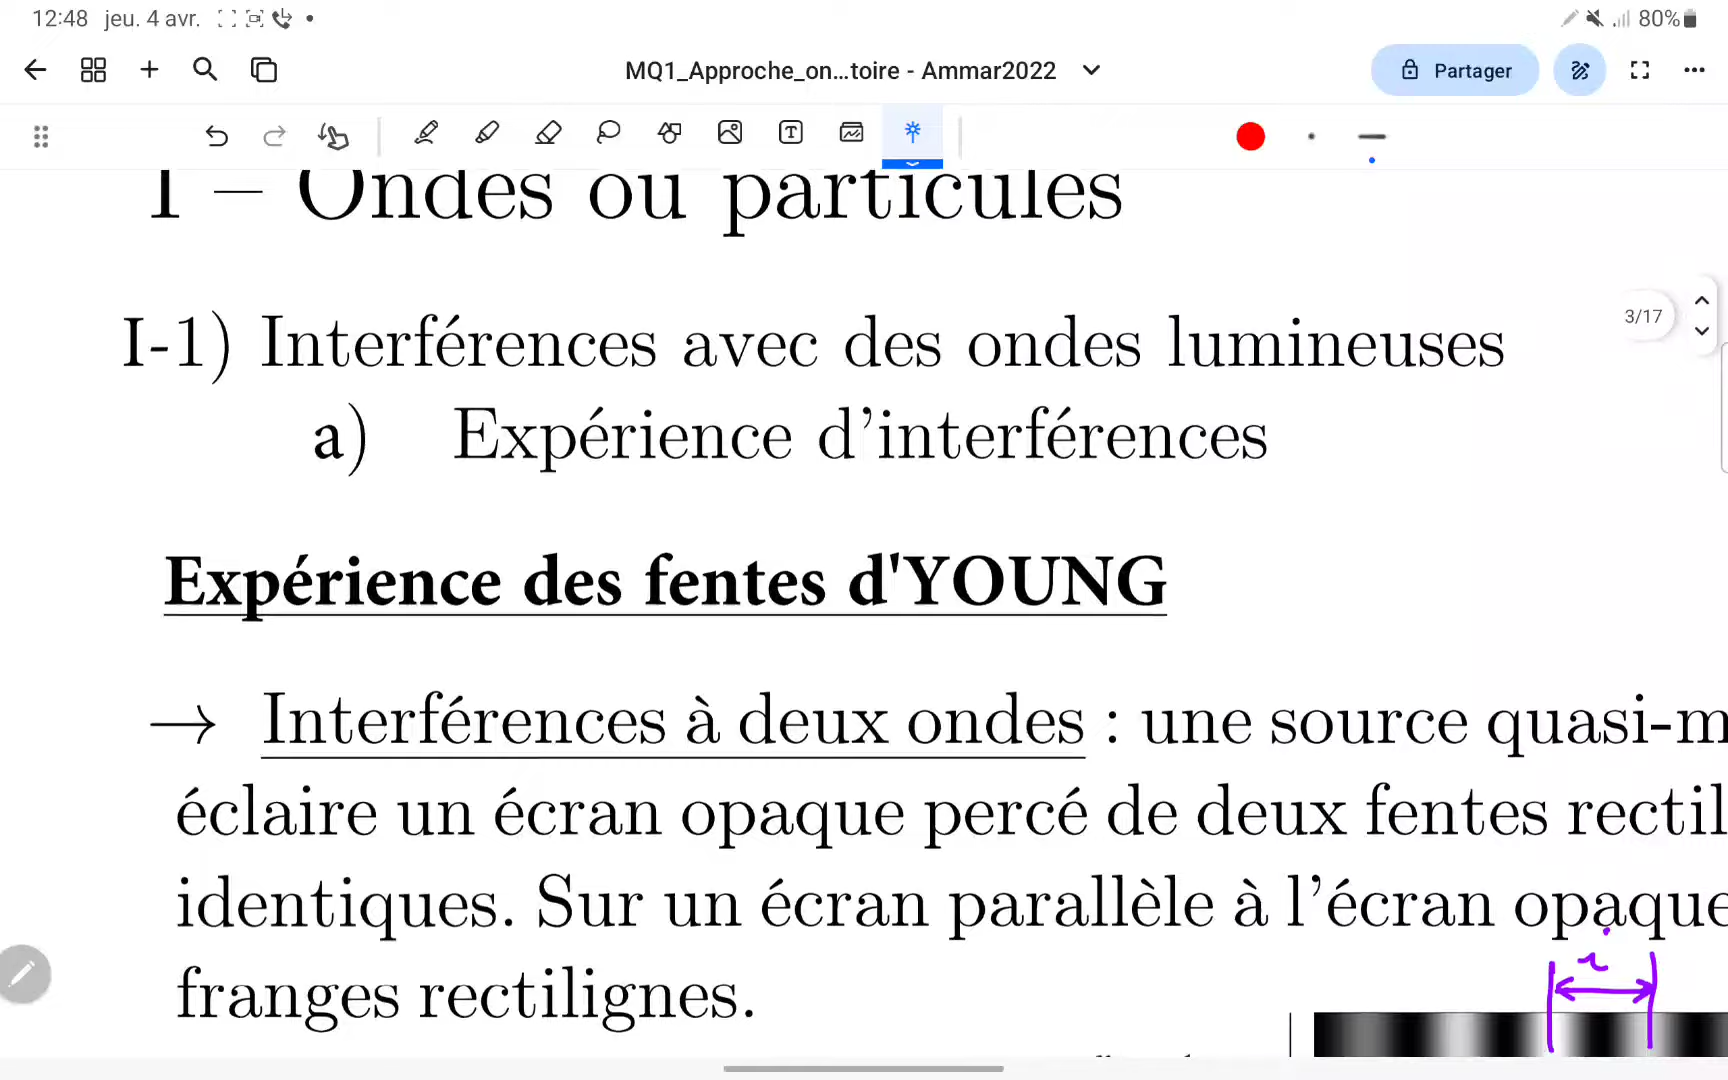 12:48 jeu. 4 avr. 80%
MQ1_Approche_on...toire - Ammar2022
Partager
I – Ondes ou particules
3/17
I-1) Interférences avec des ondes lumineuses
a) Expérience d'interférences
Expérience des fentes d'YOUNG
→ Interférences à deux ondes : une source quasi-m
éclaire un écran opaque percé de deux fentes rectil
identiques. Sur un écran parallèle à l'écran opaque
i
franges rectilignes.